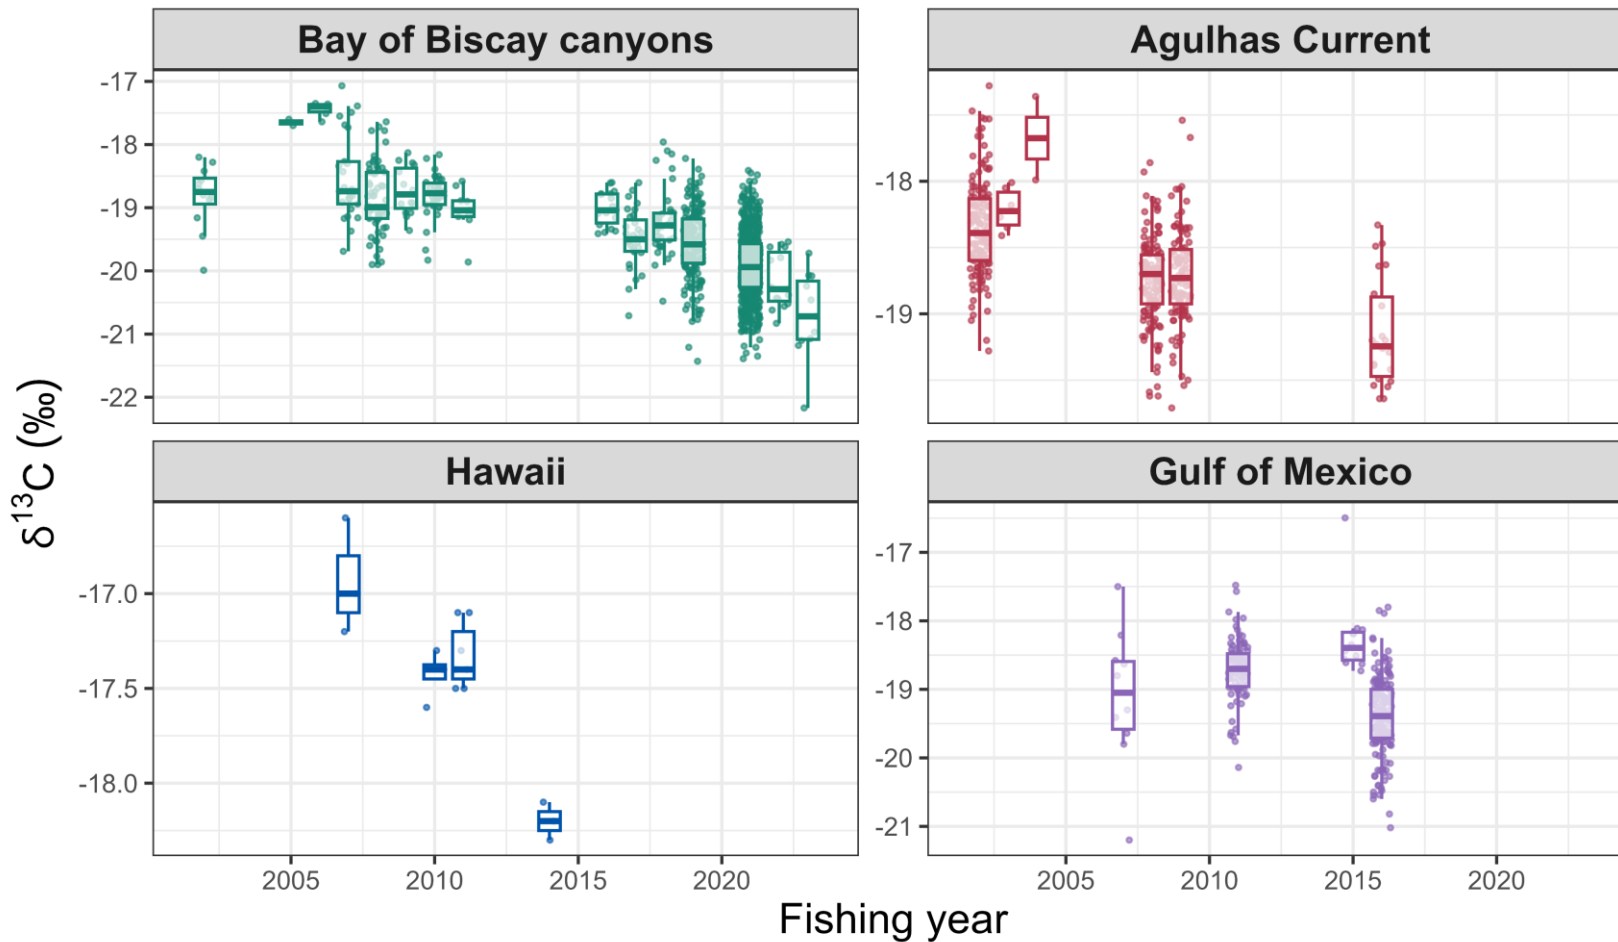 Bay of Biscay canyons
Agulhas Current
-17
-18
-19
-20
-21
-22
-18
-19
Hawaii
Gulf of Mexico
-17.0
-17.5
-18.0
-17
-18
-19
-20
-21
2005 2010 2015 2020
2005 2010 2015 2020
Fishing year
δ¹³C (‰)